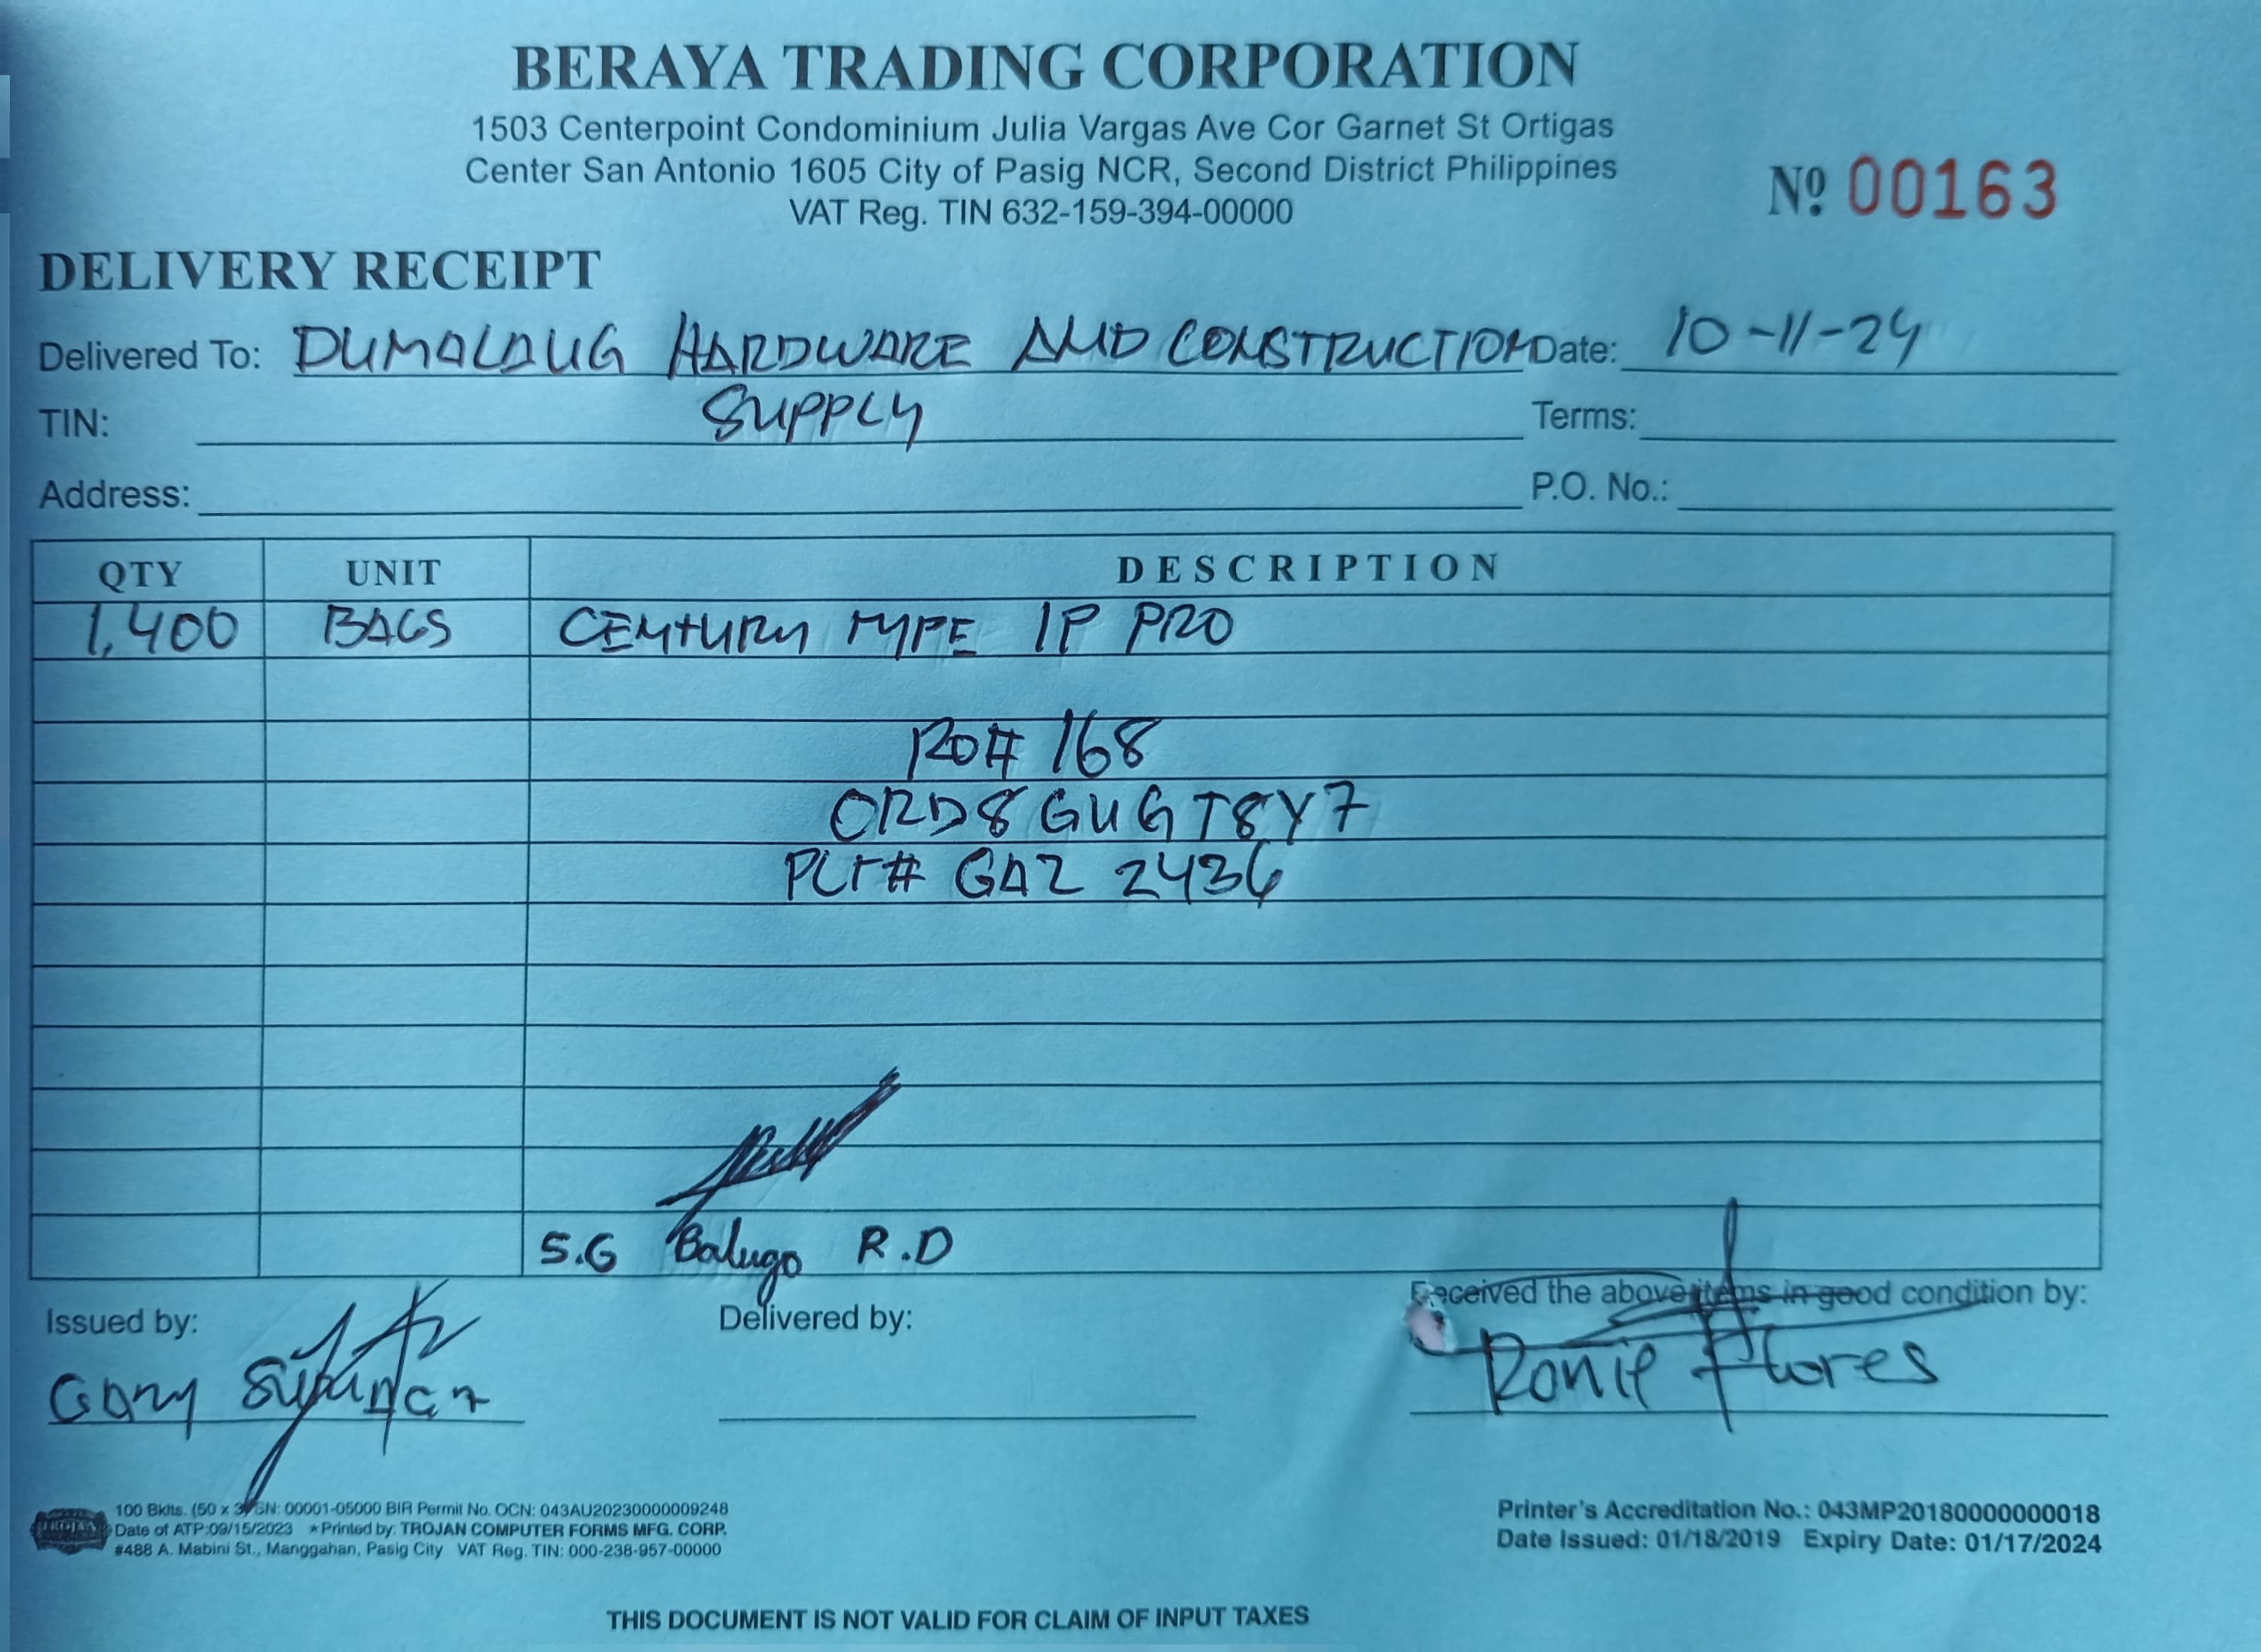 BERAYA TRADING CORPORATION
1503 Centerpoint Condominium Julia Vargas Ave Cor Garnet St Ortigas
Center San Antonio 1605 City of Pasig NCR, Second District Philippines
VAT Reg. TIN 632-159-394-00000
Nº 00163
DELIVERY RECEIPT
Delivered To: DUMALAUG HARDWARE AND CONSTRUCTION Date: 10-11-24
SUPPLY
TIN: Terms:
Address: P.O. No.:
QTY UNIT DESCRIPTION
1,400 BAGS CENTURY TYPE 1P PRO
RO# 168
ORD8GUGT8Y7
PLT# GAZ 2436
S.G Balugo R.D
Issued by: Delivered by: Received the above items in good condition by:
Gary Ronie Flores
100 Bklts. (50 x 3) SN: 00001-05000 BIR Permit No. OCN: 043AU20230000009248
Date of ATP:09/15/2023 ★Printed by: TROJAN COMPUTER FORMS MFG. CORP.
#488 A. Mabini St., Manggahan, Pasig City VAT Reg. TIN: 000-238-957-00000
TROJAN
Printer's Accreditation No.: 043MP20180000000018
Date Issued: 01/18/2019 Expiry Date: 01/17/2024
THIS DOCUMENT IS NOT VALID FOR CLAIM OF INPUT TAXES